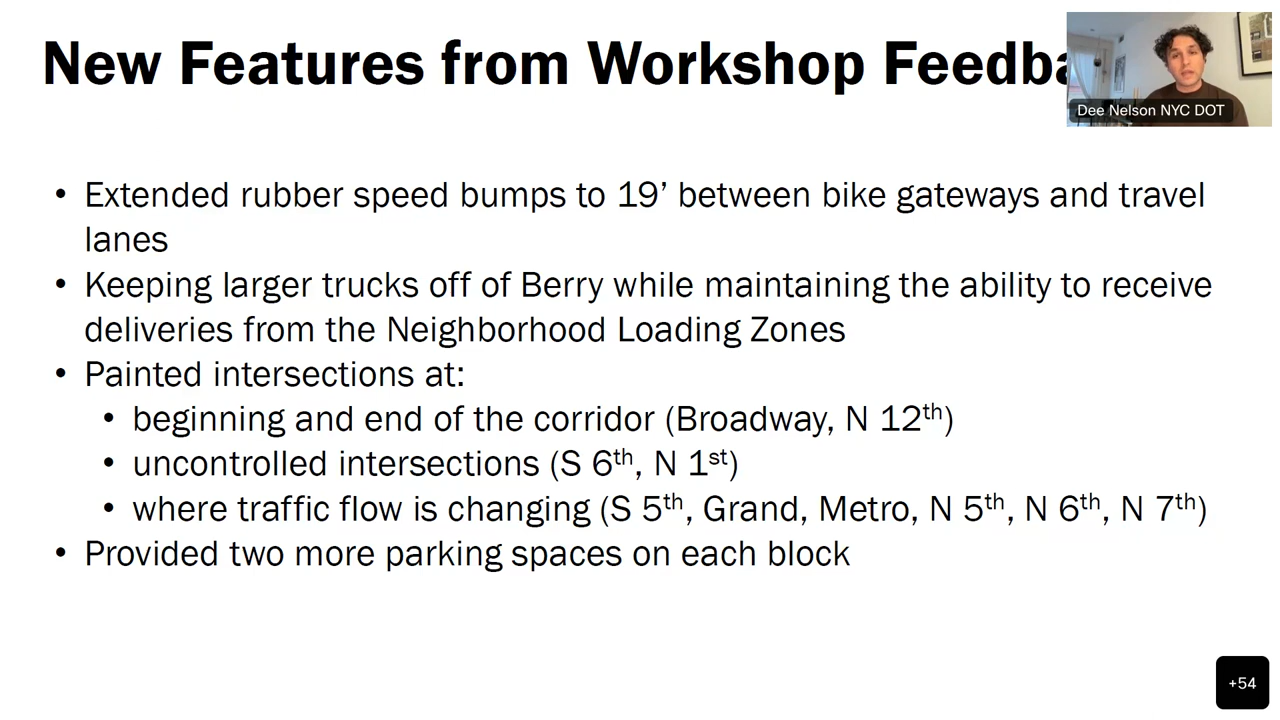 New Features from Workshop Feedba
Dee Nelson NYC DOT
• Extended rubber speed bumps to 19’ between bike gateways and travel
lanes
• Keeping larger trucks off of Berry while maintaining the ability to receive
deliveries from the Neighborhood Loading Zones
• Painted intersections at:
• beginning and end of the corridor (Broadway, N 12th)
• uncontrolled intersections (S 6th, N 1st)
• where traffic flow is changing (S 5th, Grand, Metro, N 5th, N 6th, N 7th)
• Provided two more parking spaces on each block
+54